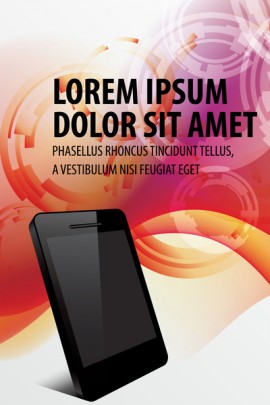 LOREM IPSUM
DOLOR SIT AMET
PHASELLUS RHONCUS TINCIDUNT TELLUS,
A VESTIBULUM NISI FEUGIAT EGET